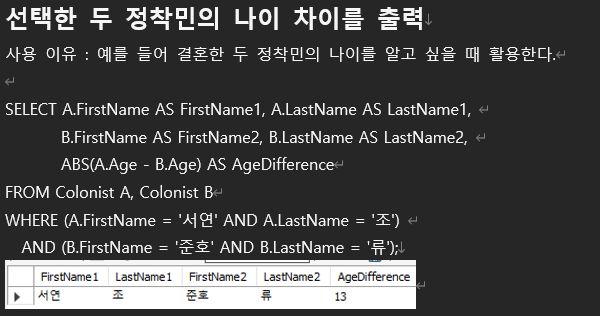 선택한 두 정착민의 나이 차이를 출력
사용 이유 : 예를 들어 결혼한 두 정착민의 나이를 알고 싶을 때 활용한다.
SELECT A.FirstName AS FirstName1, A.LastName AS LastName1,
B.FirstName AS FirstName2, B.LastName AS LastName2,
ABS(A.Age - B.Age) AS AgeDifference
FROM Colonist A, Colonist B
WHERE (A.FirstName = '서연' AND A.LastName = '조')
AND (B.FirstName = '준호' AND B.LastName = '류');
FirstName1 LastName1 FirstName2 LastName2 AgeDifference
서연 조 준호 류 13